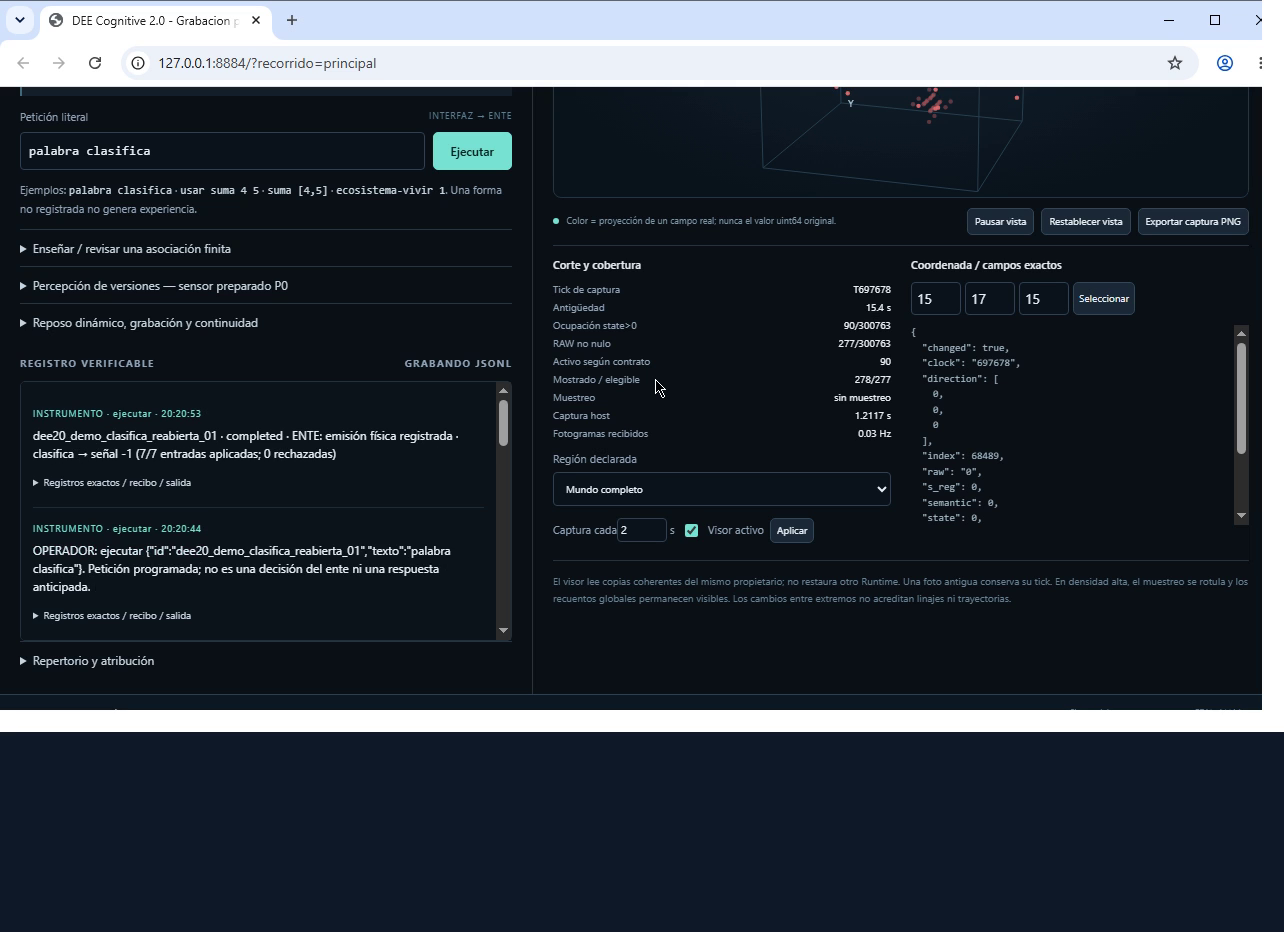 DEE Cognitive 2.0 - Grabacion
127.0.0.1:8884/?recorrido=principal
Petición literal
INTERFAZ → ENTE
palabra clasifica
Ejecutar
Ejemplos: palabra clasifica · usar suma 4 5 · suma [4,5] · ecosistema-vivir 1. Una forma
no registrada no genera experiencia.
Enseñar / revisar una asociación finita
Percepción de versiones — sensor preparado P0
Reposo dinámico, grabación y continuidad
REGISTRO VERIFICABLE
GRABANDO JSONL
INSTRUMENTO · ejecutar · 20:20:53
dee20_demo_clasifica_reabierta_01 · completed · ENTE: emisión física registrada ·
clasifica → señal -1 (7/7 entradas aplicadas; 0 rechazadas)
Registros exactos / recibo / salida
INSTRUMENTO · ejecutar · 20:20:44
OPERADOR: ejecutar {"id":"dee20_demo_clasifica_reabierta_01","texto":"palabra
clasifica"}. Petición programada; no es una decisión del ente ni una respuesta
anticipada.
Registros exactos / recibo / salida
Repertorio y atribución
Y
Color = proyección de un campo real; nunca el valor uint64 original.
Pausar vista
Restablecer vista
Exportar captura PNG
Corte y cobertura
Tick de captura T697678
Antigüedad 15.4 s
Ocupación state>0 90/300763
RAW no nulo 277/300763
Activo según contrato 90
Mostrado / elegible 278/277
Muestreo sin muestreo
Captura host 1.2117 s
Fotogramas recibidos 0.03 Hz
Región declarada
Mundo completo
Captura cada 2 s Visor activo Aplicar
Coordenada / campos exactos
15 17 15 Seleccionar
{
"changed": true,
"clock": "697678",
"direction": [
0,
0,
0
],
"index": 68489,
"raw": "0",
"s_reg": 0,
"semantic": 0,
"state": 0,
El visor lee copias coherentes del mismo propietario; no restaura otro Runtime. Una foto antigua conserva su tick. En densidad alta, el muestreo se rotula y los
recuentos globales permanecen visibles. Los cambios entre extremos no acreditan linajes ni trayectorias.